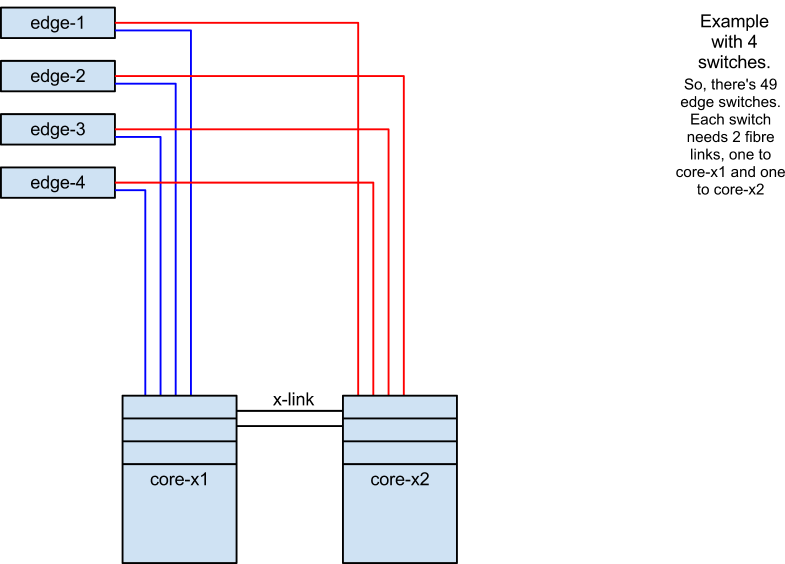 edge-1
edge-2
edge-3
edge-4
Example
with 4
switches.
So, there's 49
edge switches.
Each switch
needs 2 fibre
links, one to
core-x1 and one
to core-x2
x-link
core-x1
core-x2